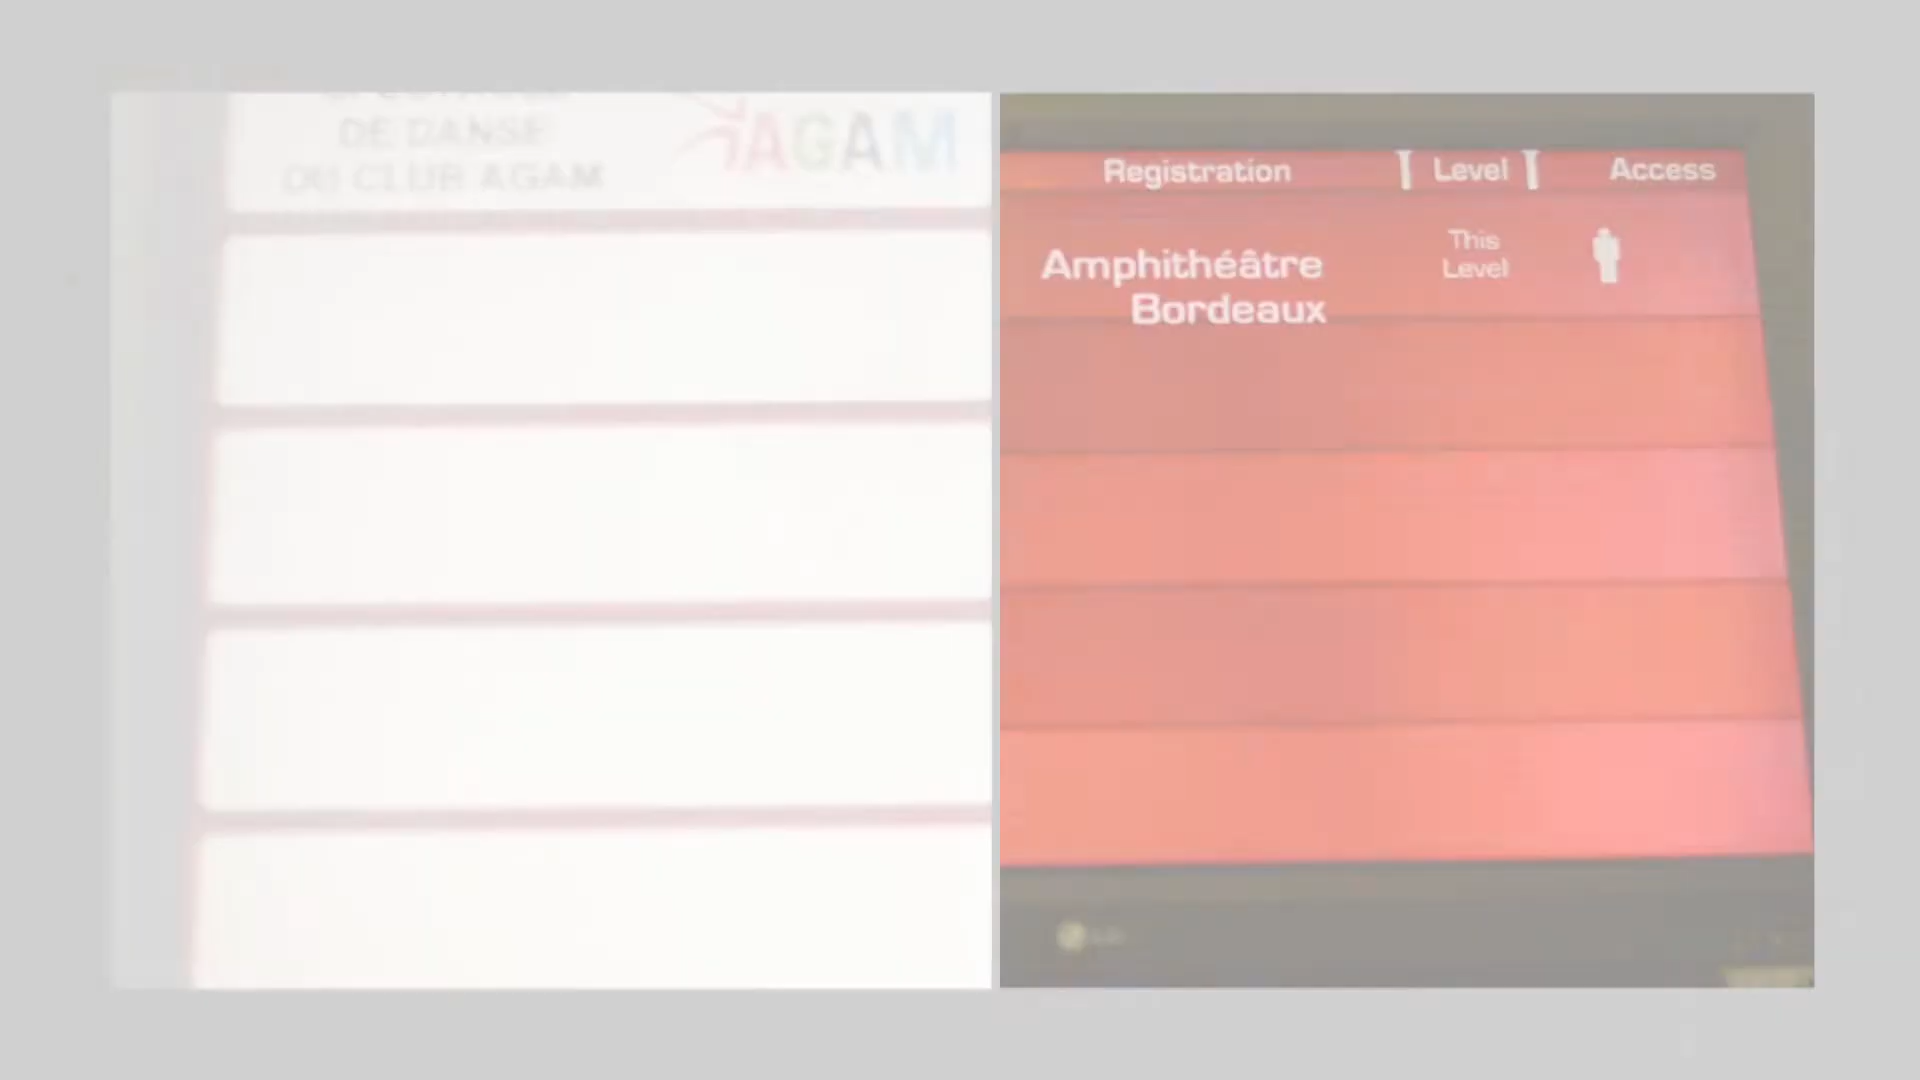 DE DANSE
DU CLUB AGAM
AGAM
Registration Level Access
Amphithéâtre
Bordeaux
This
Level